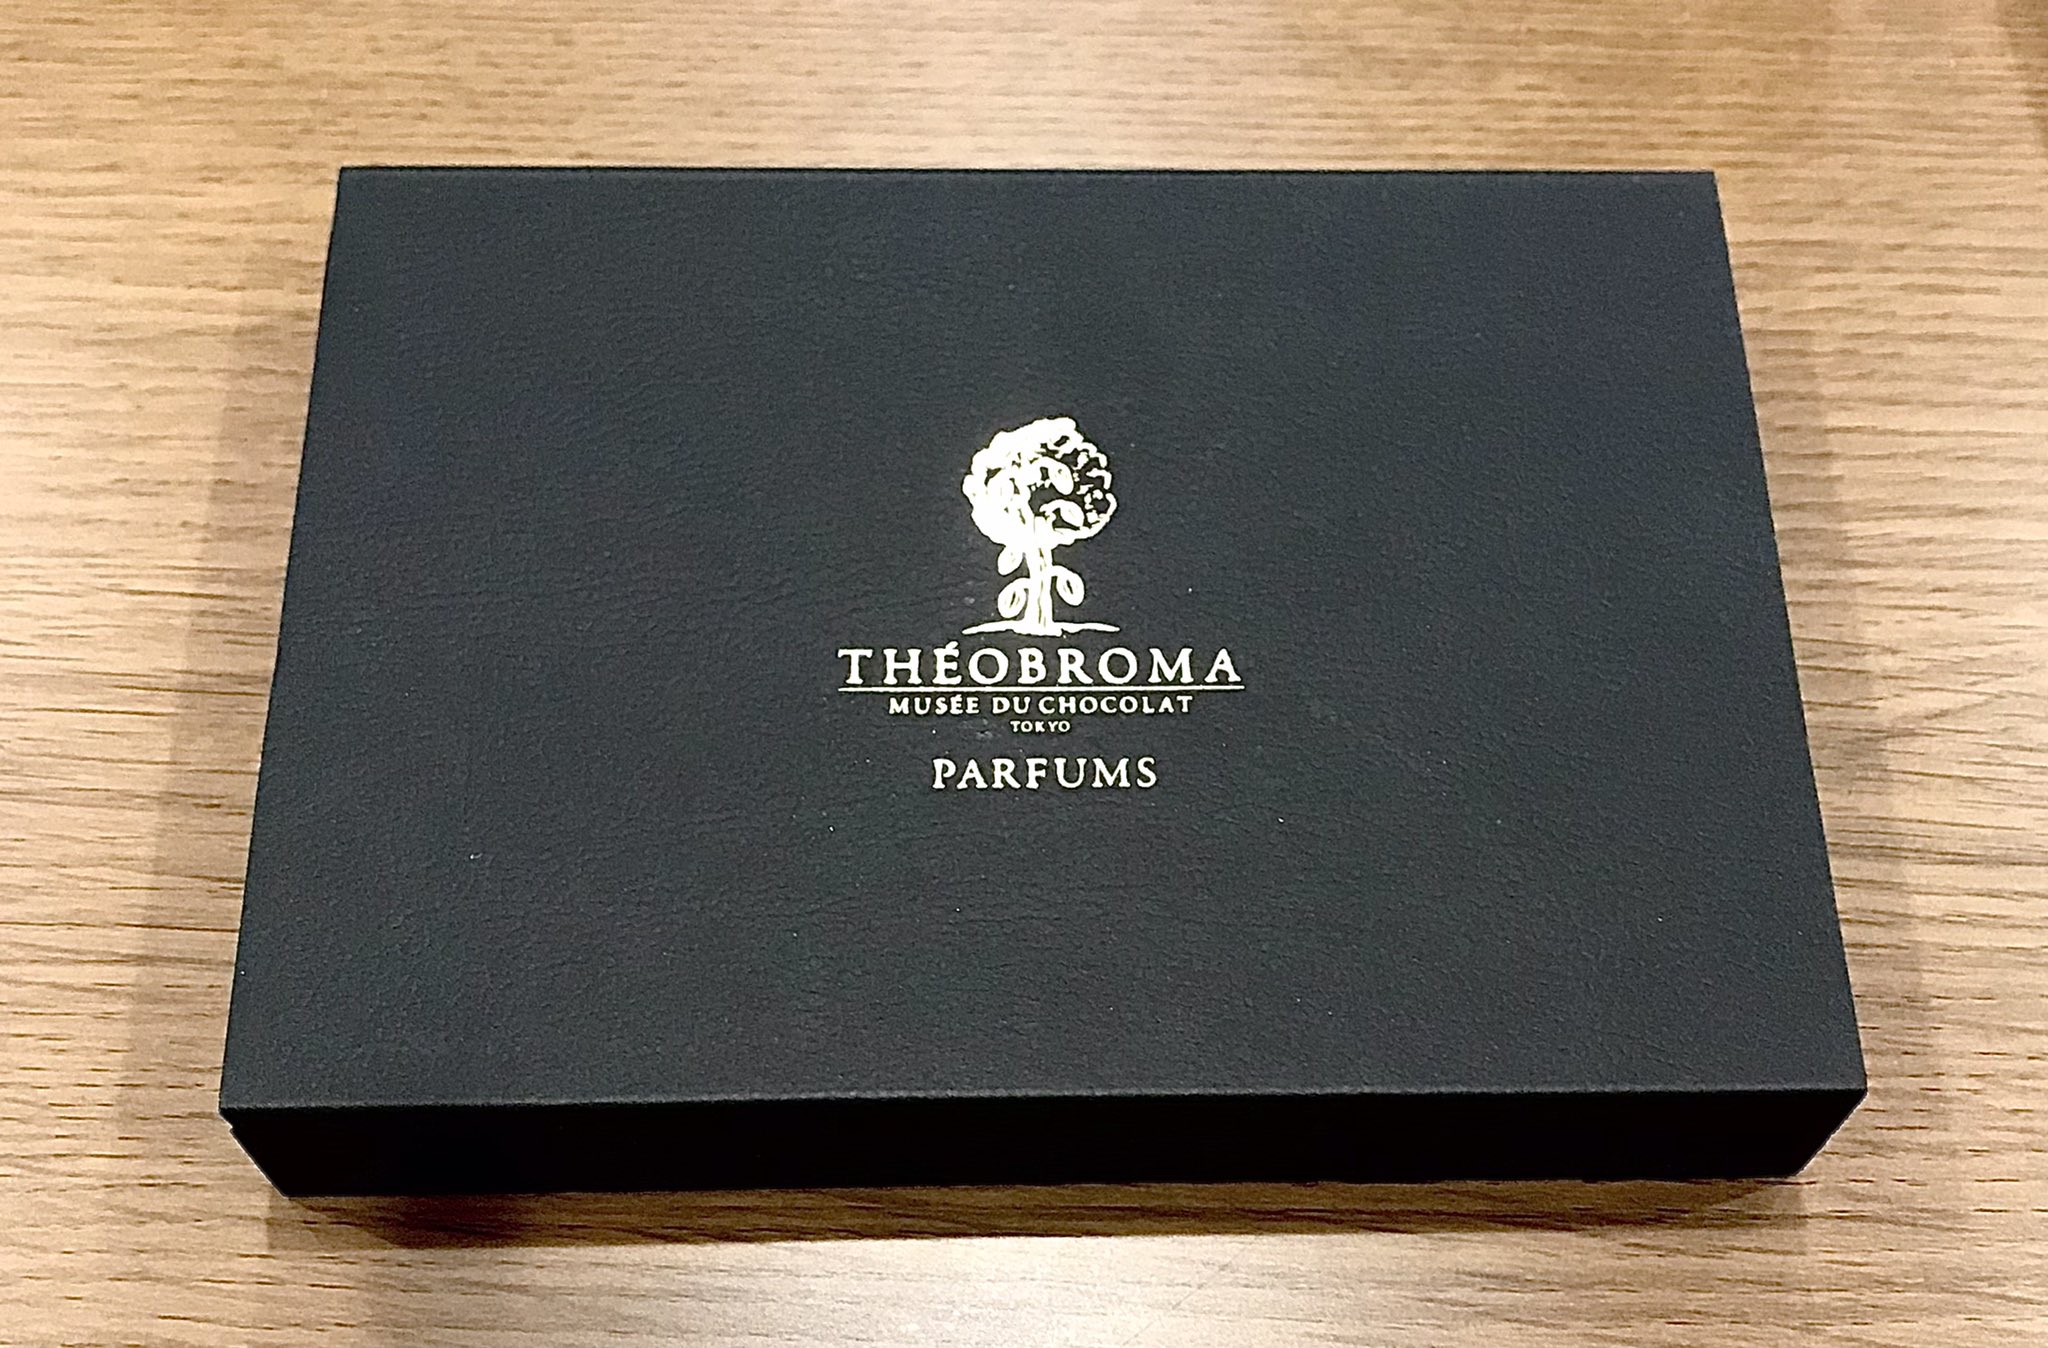 THÉOBROMA
MUSÉE DU CHOCOLAT
TOKYO
PARFUMS